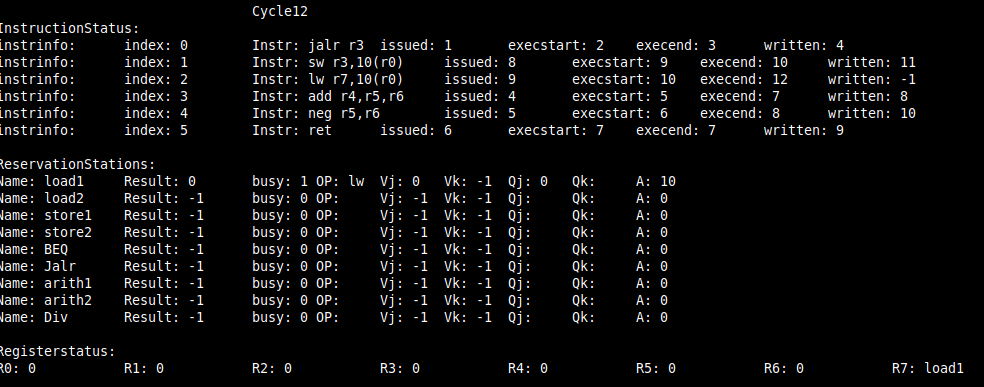 Cycle12
InstructionStatus:
instrinfo: index: 0 Instr: jalr r3 issued: 1 execstart: 2 execend: 3 written: 4
instrinfo: index: 1 Instr: sw r3,10(r0) issued: 8 execstart: 9 execend: 10 written: 11
instrinfo: index: 2 Instr: lw r7,10(r0) issued: 9 execstart: 10 execend: 12 written: -1
instrinfo: index: 3 Instr: add r4,r5,r6 issued: 4 execstart: 5 execend: 7 written: 8
instrinfo: index: 4 Instr: neg r5,r6 issued: 5 execstart: 6 execend: 8 written: 10
instrinfo: index: 5 Instr: ret issued: 6 execstart: 7 execend: 7 written: 9
ReservationStations:
Name: load1 Result: 0 busy: 1 OP: lw Vj: 0 Vk: -1 Qj: 0 Qk: A: 10
Name: load2 Result: -1 busy: 0 OP: Vj: -1 Vk: -1 Qj: Qk: A: 0
Name: store1 Result: -1 busy: 0 OP: Vj: -1 Vk: -1 Qj: Qk: A: 0
Name: store2 Result: -1 busy: 0 OP: Vj: -1 Vk: -1 Qj: Qk: A: 0
Name: BEQ Result: -1 busy: 0 OP: Vj: -1 Vk: -1 Qj: Qk: A: 0
Name: Jalr Result: -1 busy: 0 OP: Vj: -1 Vk: -1 Qj: Qk: A: 0
Name: arith1 Result: -1 busy: 0 OP: Vj: -1 Vk: -1 Qj: Qk: A: 0
Name: arith2 Result: -1 busy: 0 OP: Vj: -1 Vk: -1 Qj: Qk: A: 0
Name: Div Result: -1 busy: 0 OP: Vj: -1 Vk: -1 Qj: Qk: A: 0
Registerstatus:
R0: 0 R1: 0 R2: 0 R3: 0 R4: 0 R5: 0 R6: 0 R7: load1